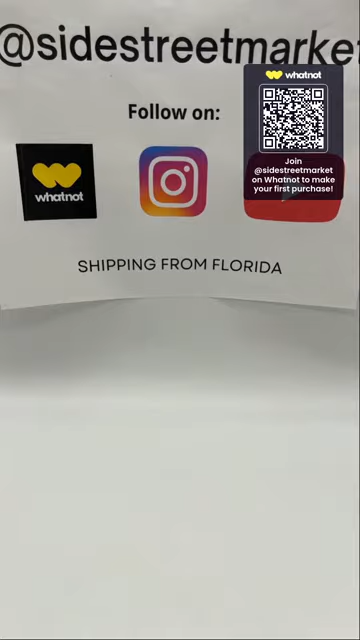 @sidestreetmarket
whatnot
Follow on:
whatnot
Join
@sidestreetmarket
on Whatnot to make
your first purchase!
SHIPPING FROM FLORIDA